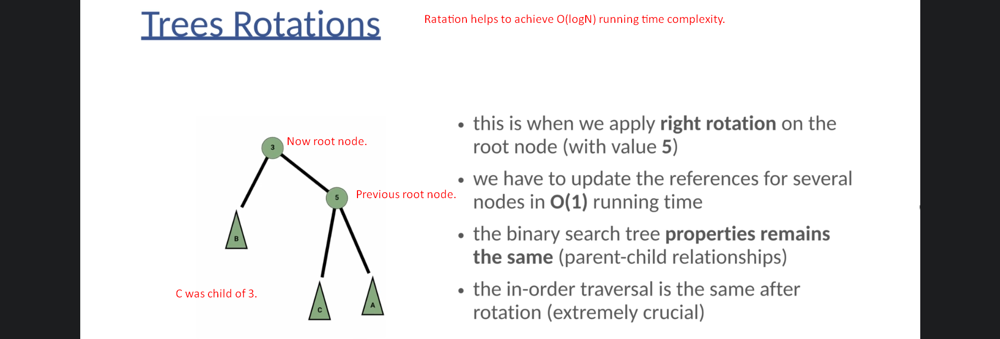 Trees Rotations
Ratation helps to achieve O(logN) running time complexity.
3
Now root node.
5
Previous root node.
B
C was child of 3.
C
A
• this is when we apply right rotation on the
root node (with value 5)
• we have to update the references for several
nodes in O(1) running time
• the binary search tree properties remains
the same (parent-child relationships)
• the in-order traversal is the same after
rotation (extremely crucial)